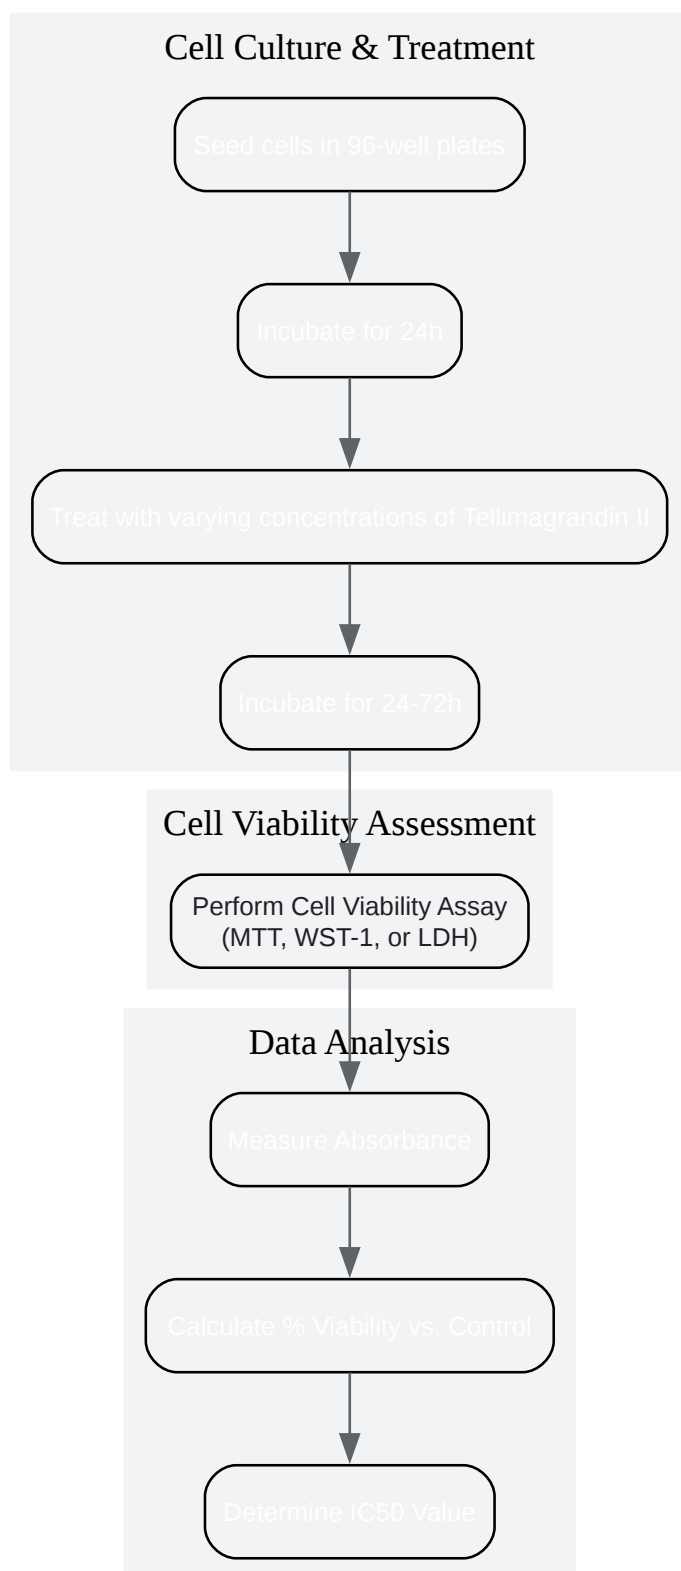 Cell Culture & Treatment
Seed cells in 96-well plates
Incubate for 24h
Treat with varying concentrations of Tellimagrandin II
Incubate for 24-72h
Cell Viability Assessment
Perform Cell Viability Assay
(MTT, WST-1, or LDH)
Data Analysis
Measure Absorbance
Calculate % Viability vs. Control
Determine IC50 Value